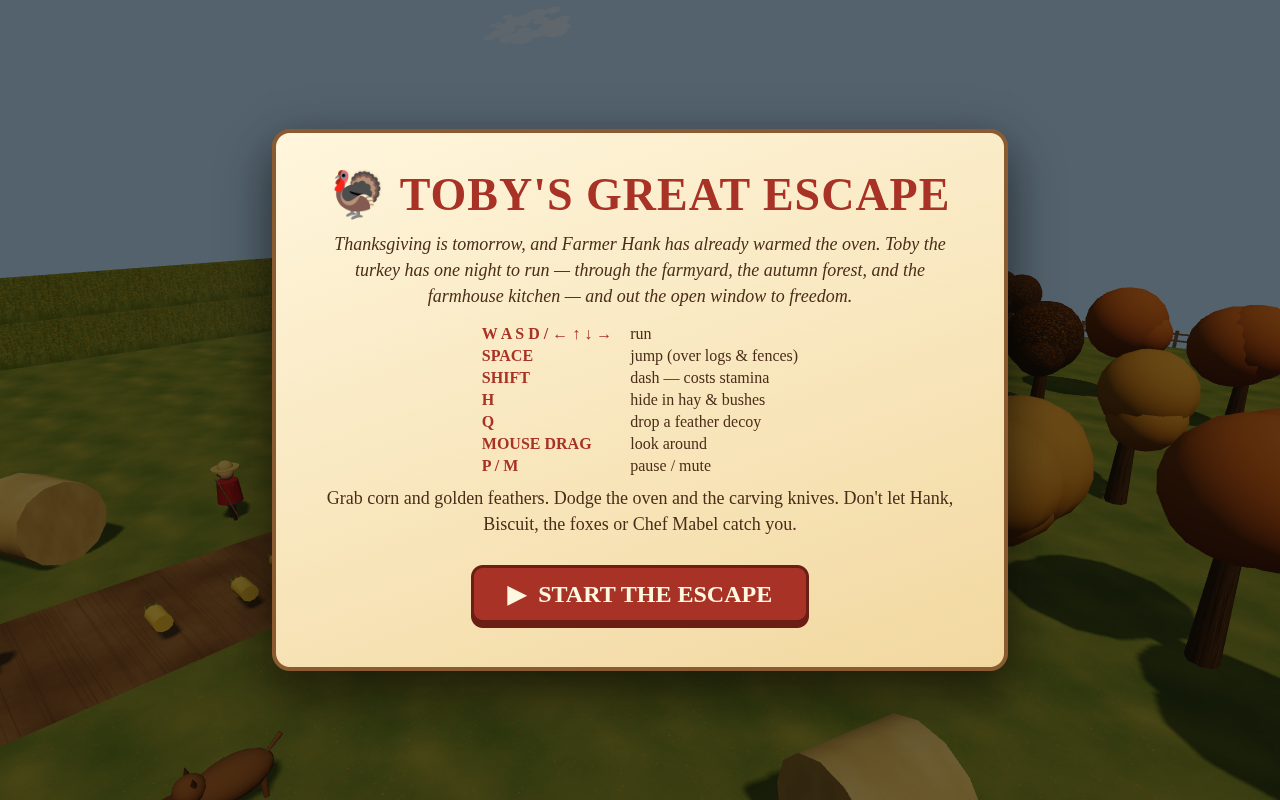 TOBY'S GREAT ESCAPE
Thanksgiving is tomorrow, and Farmer Hank has already warmed the oven. Toby the
turkey has one night to run — through the farmyard, the autumn forest, and the
farmhouse kitchen — and out the open window to freedom.
W A S D / ← ↑ ↓ → run
SPACE jump (over logs & fences)
SHIFT dash — costs stamina
H hide in hay & bushes
Q drop a feather decoy
MOUSE DRAG look around
P / M pause / mute
Grab corn and golden feathers. Dodge the oven and the carving knives. Don't let Hank,
Biscuit, the foxes or Chef Mabel catch you.
▶ START THE ESCAPE